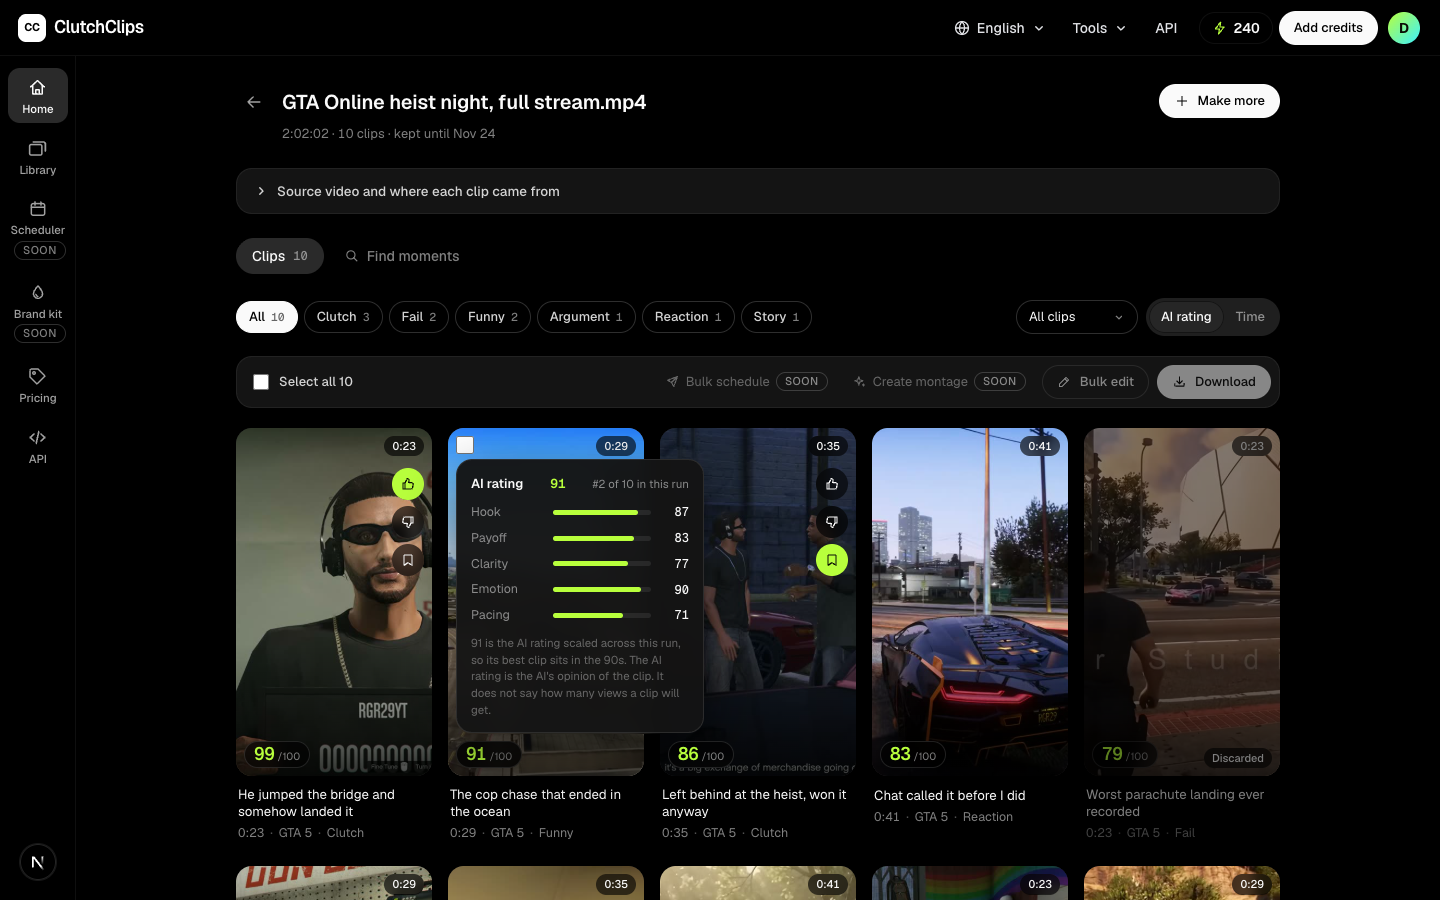 CC ClutchClips
English
Tools
API
240
Add credits
D
Home
Library
Scheduler
SOON
Brand kit
SOON
Pricing
API
N
GTA Online heist night, full stream.mp4
2:02:02 · 10 clips · kept until Nov 24
Make more
Source video and where each clip came from
Clips 10
Find moments
All 10
Clutch 3
Fail 2
Funny 2
Argument 1
Reaction 1
Story 1
All clips
AI rating
Time
Select all 10
Bulk schedule SOON
Create montage SOON
Bulk edit
Download
0:23
RGR29YT
99 /100
He jumped the bridge and
somehow landed it
0:23 · GTA 5 · Clutch
0:29
AI rating 91 #2 of 10 in this run
Hook 87
Payoff 83
Clarity 77
Emotion 90
Pacing 71
91 is the AI rating scaled across this run,
so its best clip sits in the 90s. The AI
rating is the AI's opinion of the clip. It
does not say how many views a clip will
get.
91 /100
The cop chase that ended in
the ocean
0:29 · GTA 5 · Funny
0:35
86 /100
It's a big exchange of merchandise going
Left behind at the heist, won it
anyway
0:35 · GTA 5 · Clutch
0:41
83 /100
Chat called it before I did
0:41 · GTA 5 · Reaction
0:23
r Stud
79 /100
Discarded
Worst parachute landing ever
recorded
0:23 · GTA 5 · Fail
0:29
0:35
0:41
0:23
0:29